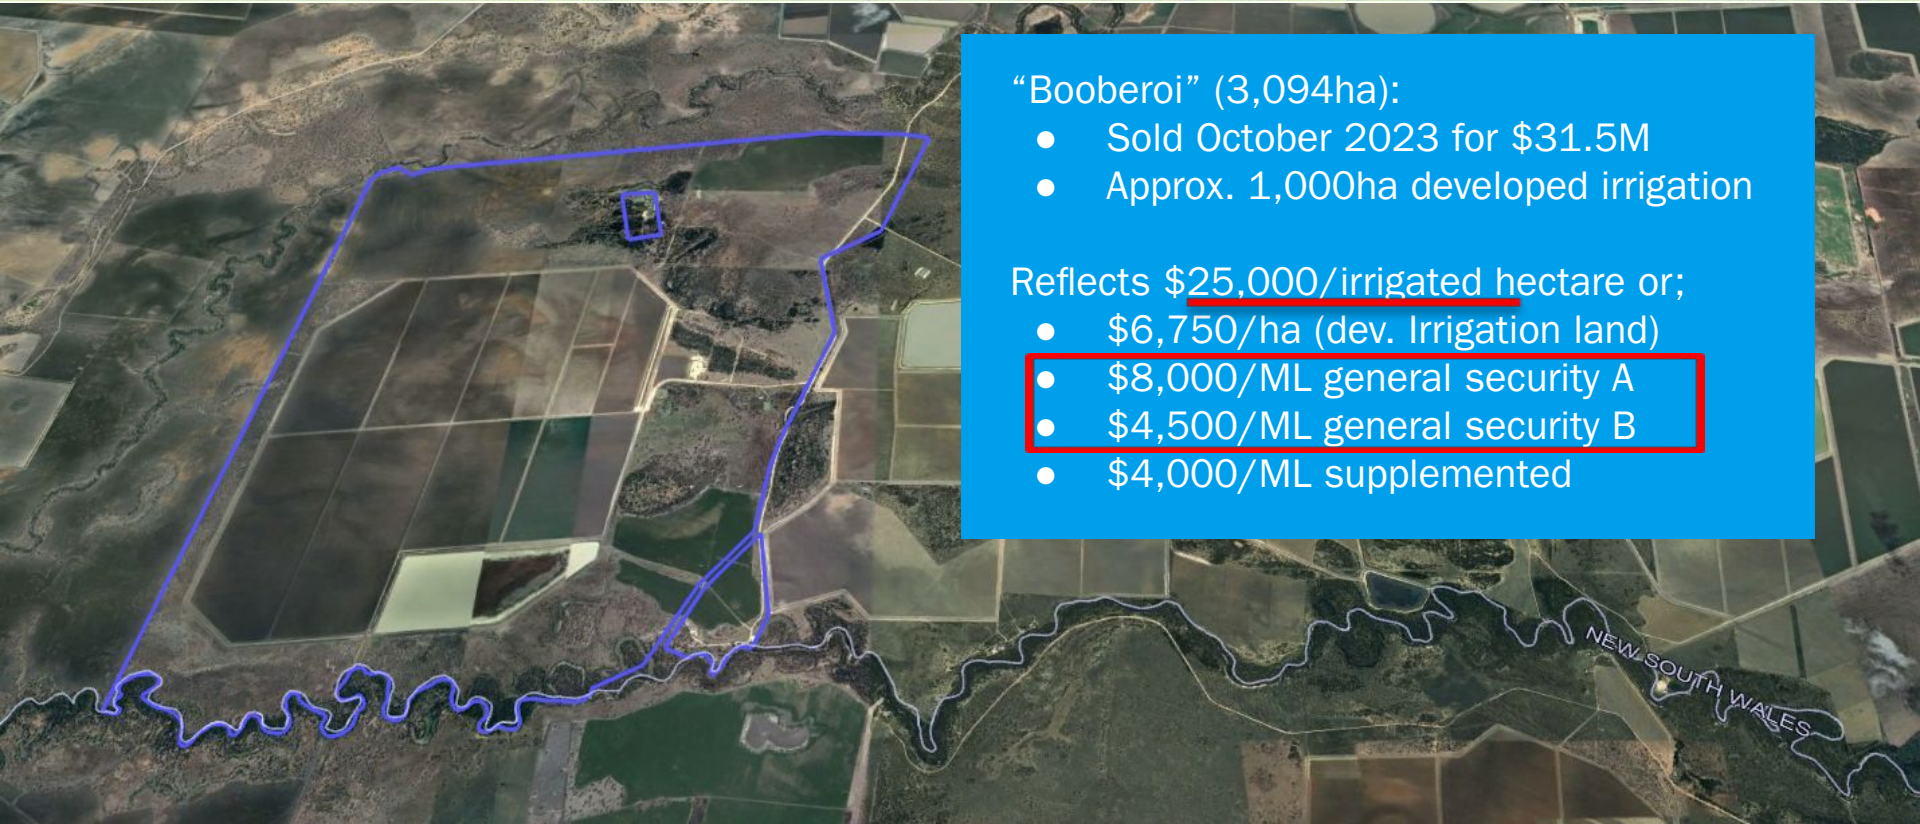 “Booberoi” (3,094ha):
● Sold October 2023 for $31.5M
● Approx. 1,000ha developed irrigation
Reflects $25,000/irrigated hectare or;
● $6,750/ha (dev. Irrigation land)
● $8,000/ML general security A
● $4,500/ML general security B
● $4,000/ML supplemented
NEW SOUTH WALES